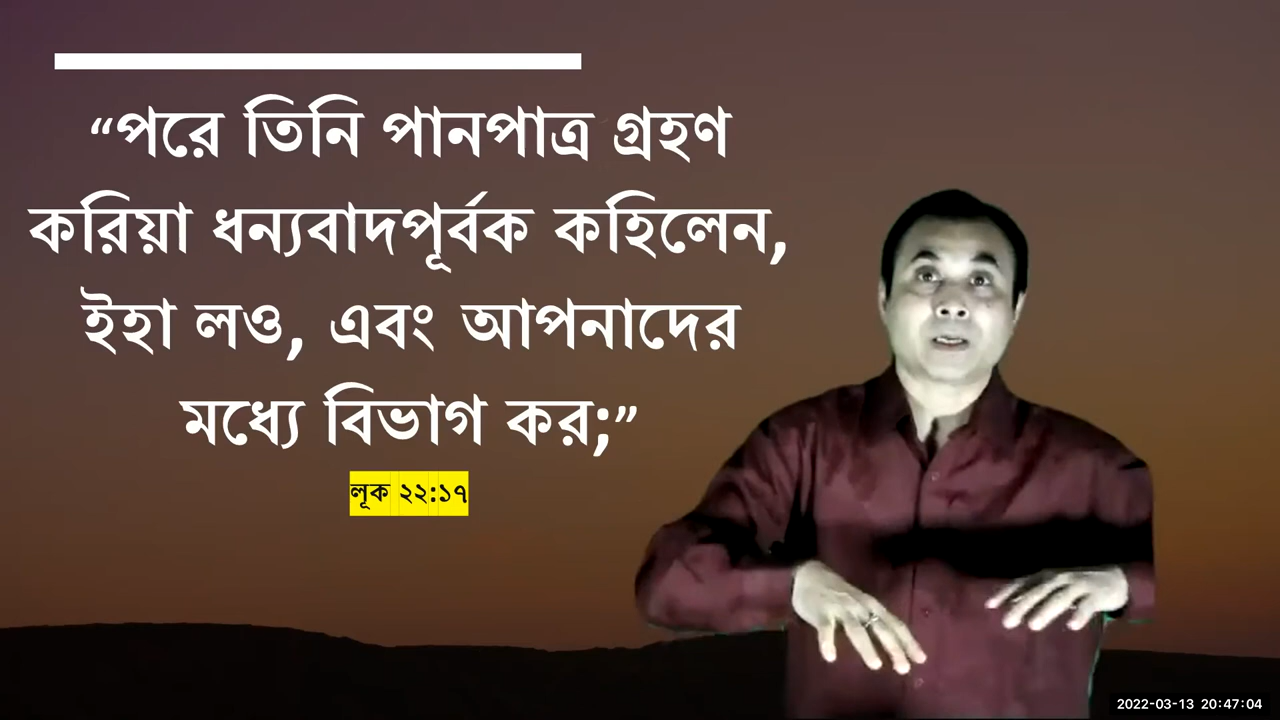 “পরে তিনি পানপাত্র গ্রহণ
করিয়া ধন্যবাদপূর্বক কহিলেন,
ইহা লও, এবং আপনাদের
মধ্যে বিভাগ কর;”
লূক ২২:১৭
2022-03-13 20:47:04